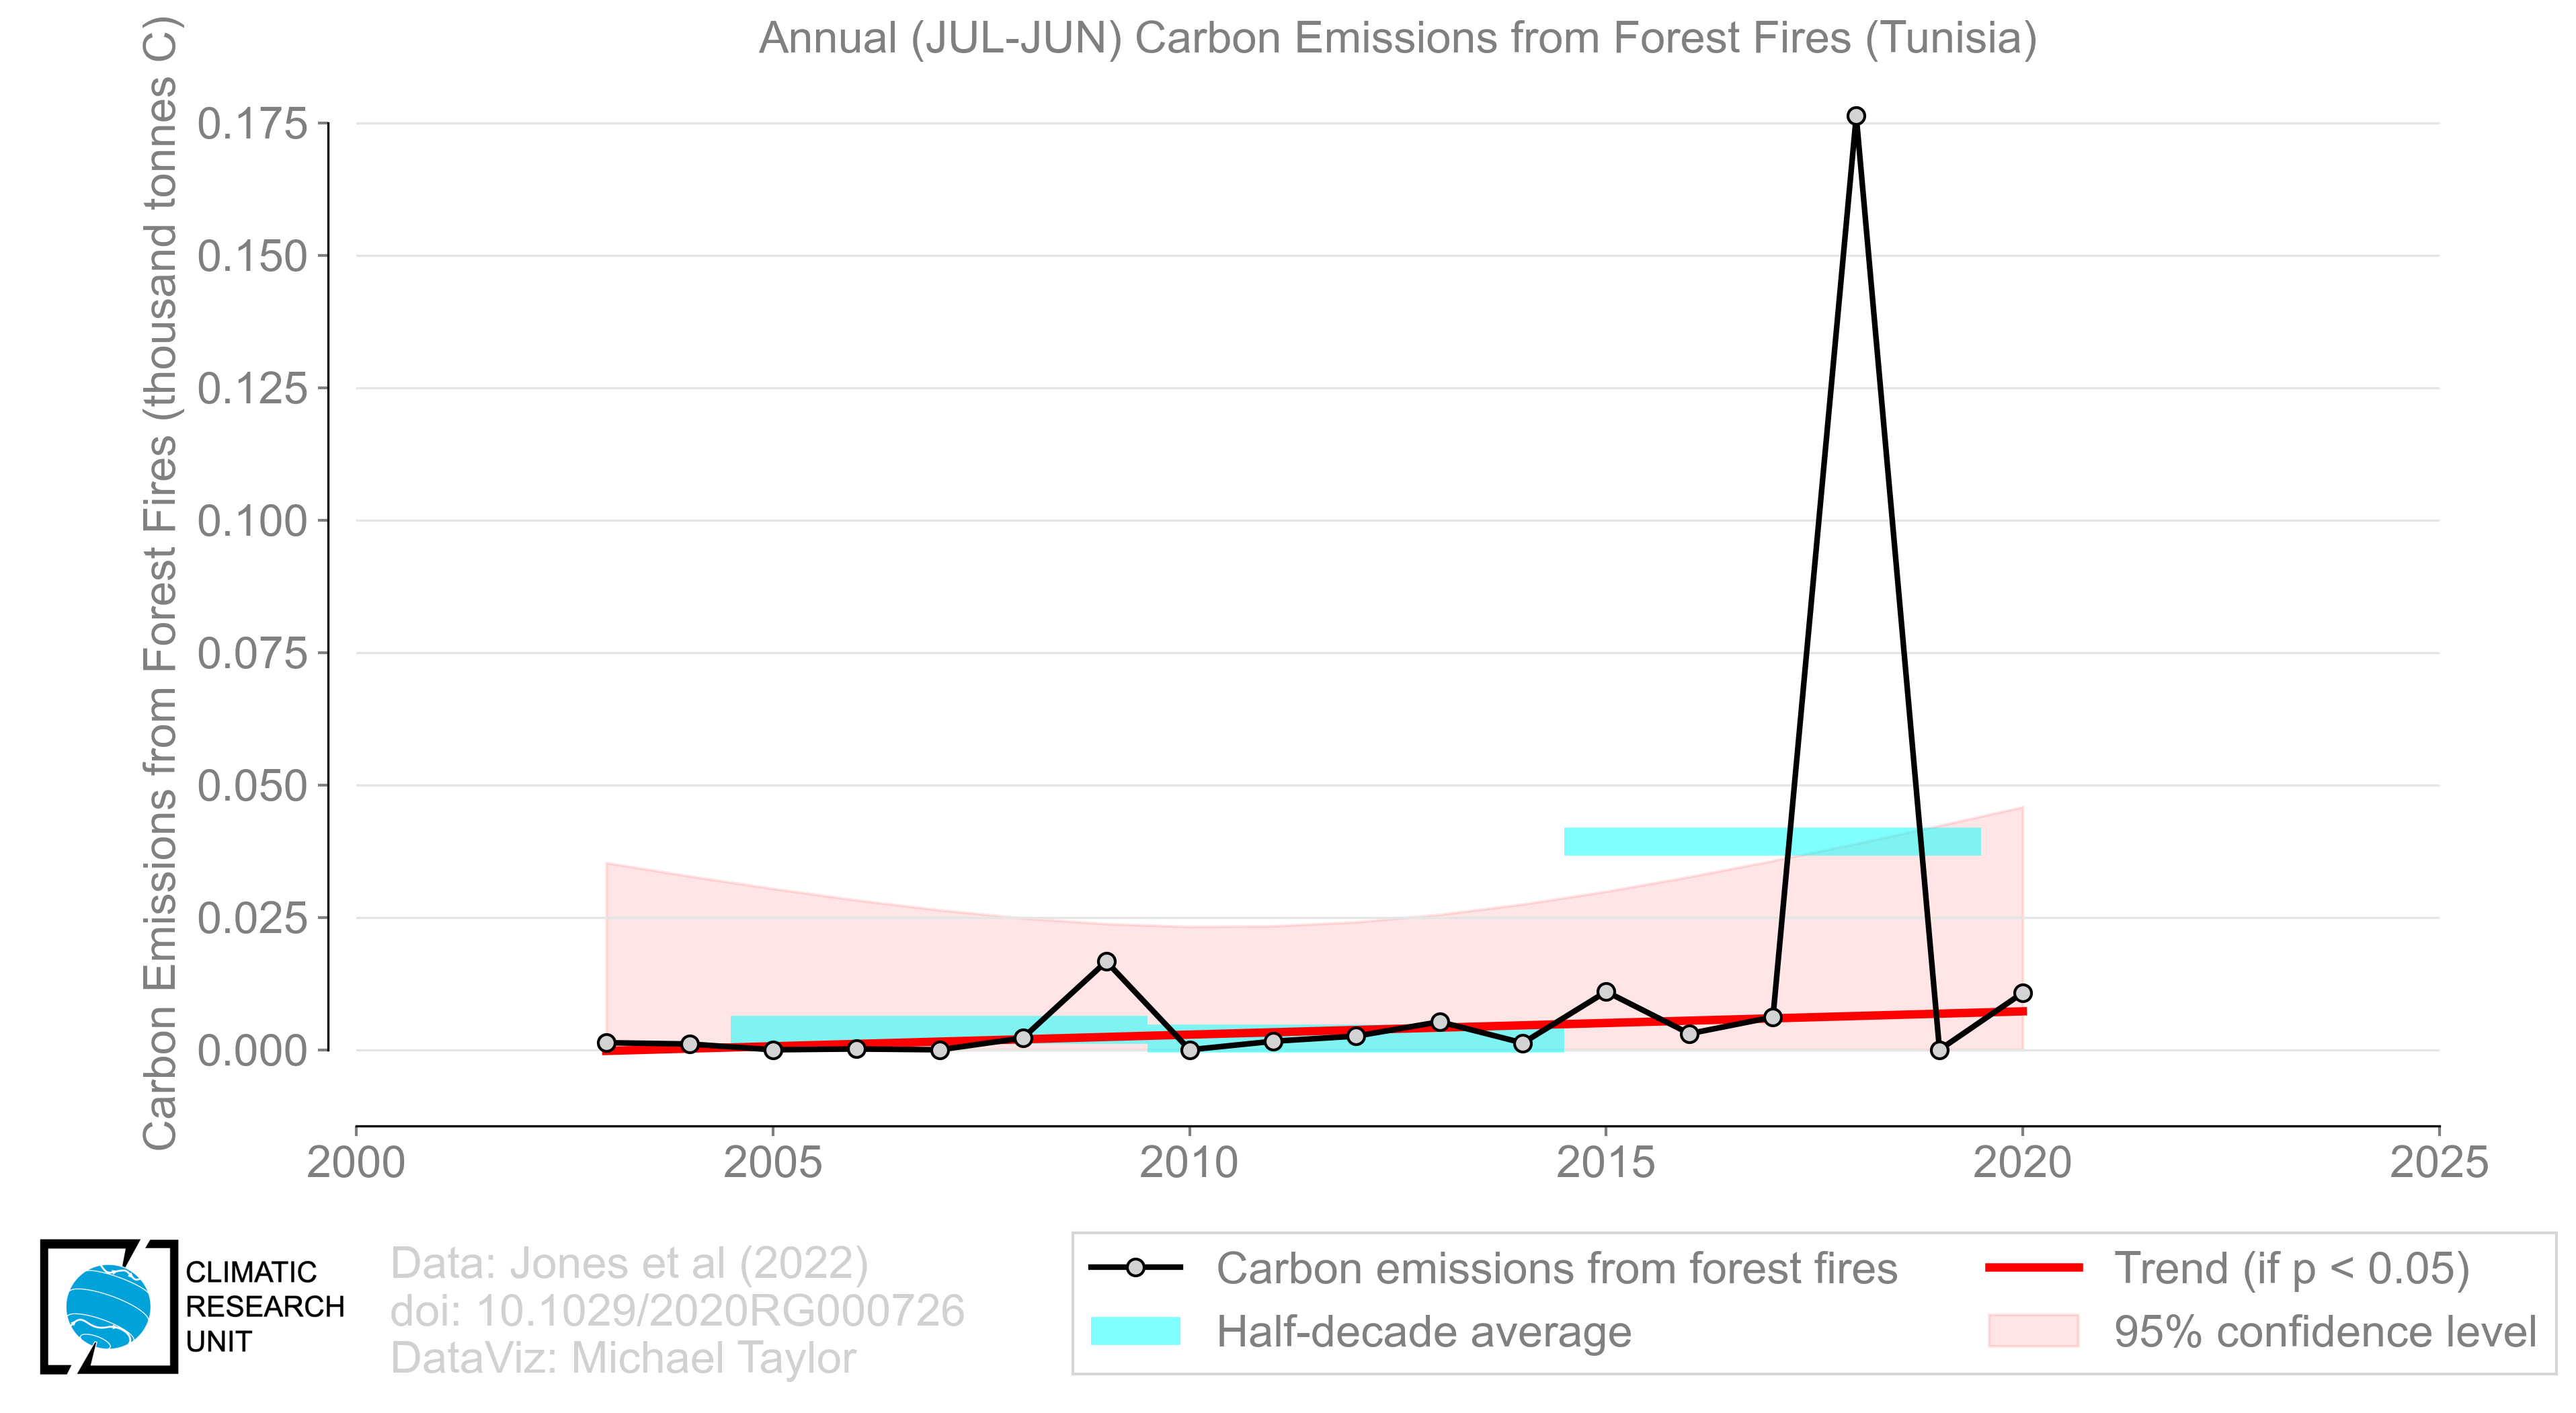 Annual (JUL-JUN) Carbon Emissions from Forest Fires (Tunisia)
Carbon Emissions from Forest Fires (thousand tonnes C)
0.175
0.150
0.125
0.100
0.075
0.050
0.025
0.000
2000 2005 2010 2015 2020 2025
CLIMATIC
RESEARCH
UNIT
Data: Jones et al (2022)
doi: 10.1029/2020RG000726
DataViz: Michael Taylor
Carbon emissions from forest fires
Half-decade average
Trend (if p < 0.05)
95% confidence level